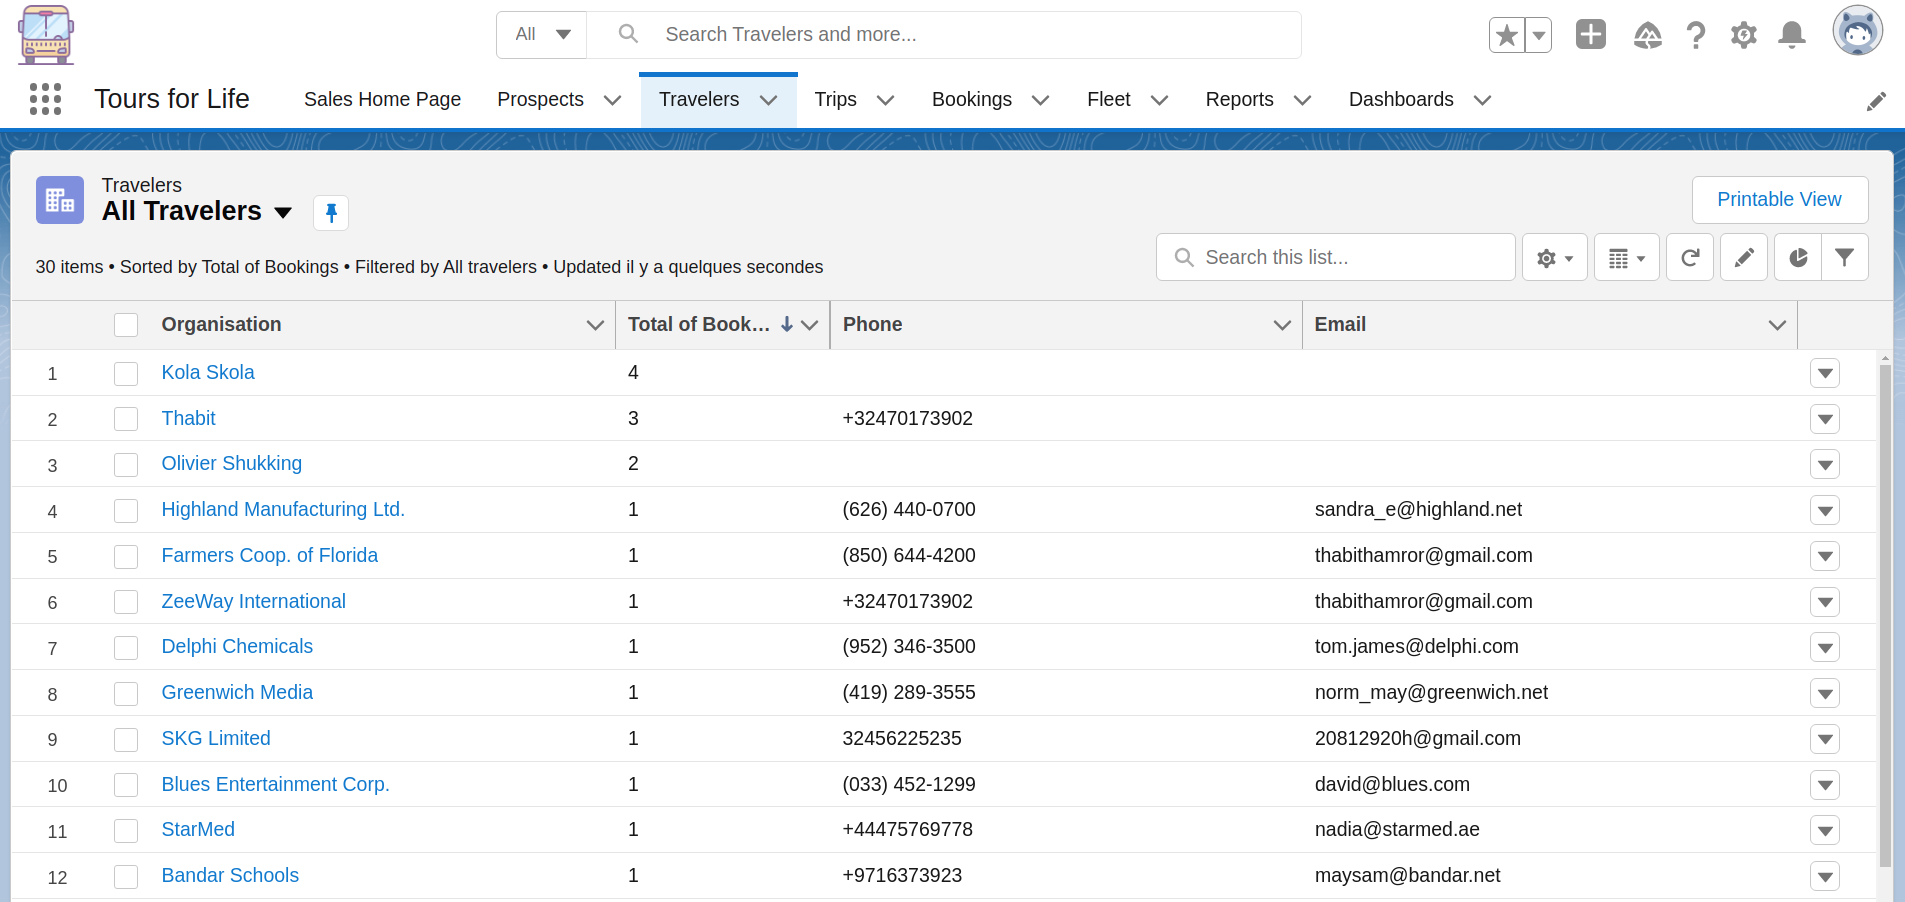 All
Search Travelers and more...
Tours for Life
Sales Home Page
Prospects
Travelers
Trips
Bookings
Fleet
Reports
Dashboards
Travelers
All Travelers
Printable View
30 items • Sorted by Total of Bookings • Filtered by All travelers • Updated il y a quelques secondes
Search this list...
Organisation Total of Book... Phone Email
1 Kola Skola 4
2 Thabit 3 +32470173902
3 Olivier Shukking 2
4 Highland Manufacturing Ltd. 1 (626) 440-0700 sandra_e@highland.net
5 Farmers Coop. of Florida 1 (850) 644-4200 thabithamror@gmail.com
6 ZeeWay International 1 +32470173902 thabithamror@gmail.com
7 Delphi Chemicals 1 (952) 346-3500 tom.james@delphi.com
8 Greenwich Media 1 (419) 289-3555 norm_may@greenwich.net
9 SKG Limited 1 32456225235 20812920h@gmail.com
10 Blues Entertainment Corp. 1 (033) 452-1299 david@blues.com
11 StarMed 1 +44475769778 nadia@starmed.ae
12 Bandar Schools 1 +9716373923 maysam@bandar.net